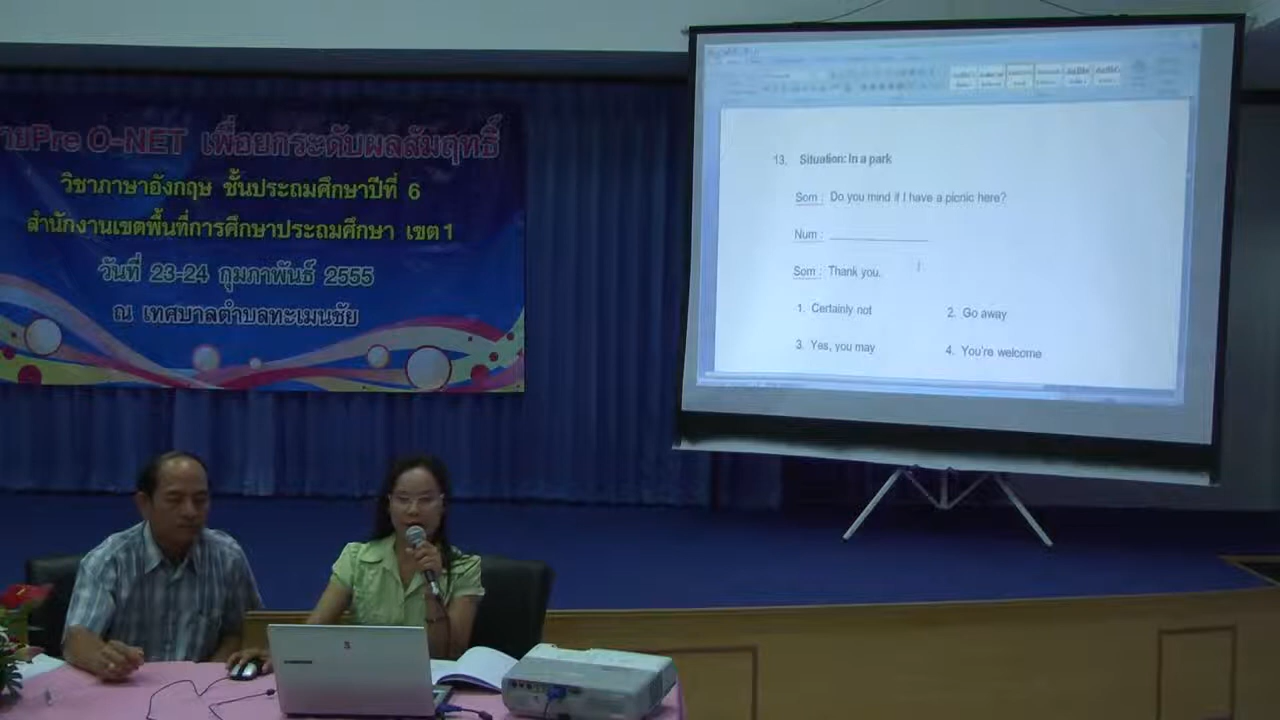 Pre O-NET เพื่อยกระดับผลสัมฤทธิ์
วิชาภาษาอังกฤษ ชั้นประถมศึกษาปีที่ 6
สำนักงานเขตพื้นที่การศึกษาประถมศึกษา เขต 1
วันที่ 23-24 กุมภาพันธ์ 2555
ณ เทศบาลตำบลทะเมนชัย
13. Situation: In a park
Som : Do you mind if I have a picnic here?
Num : ____________________
Som : Thank you.
1. Certainly not 2. Go away
3. Yes, you may 4. You're welcome